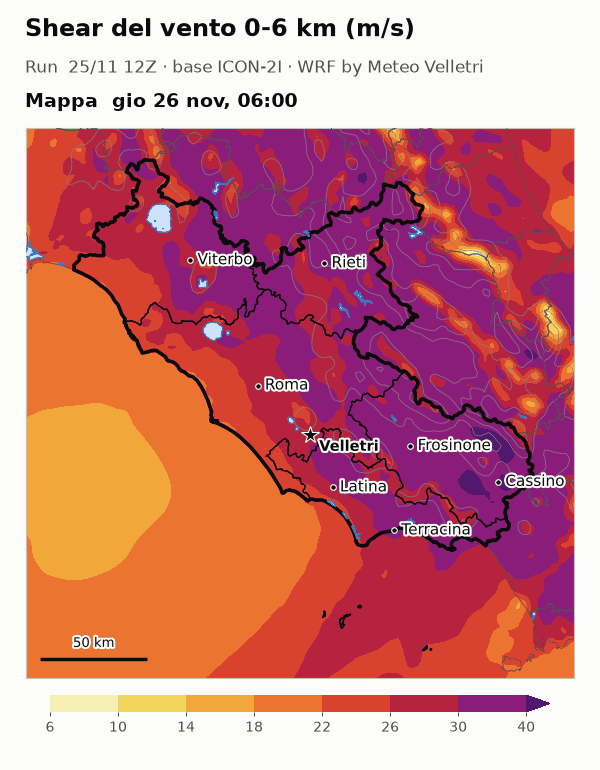 Shear del vento 0-6 km (m/s)
Run  25/11 12Z · base ICON-2I · WRF by Meteo Velletri
Mappa  gio 26 nov, 06:00
Viterbo
Rieti
Roma
Velletri
Frosinone
Latina
Cassino
Terracina
50 km
6 10 14 18 22 26 30 40